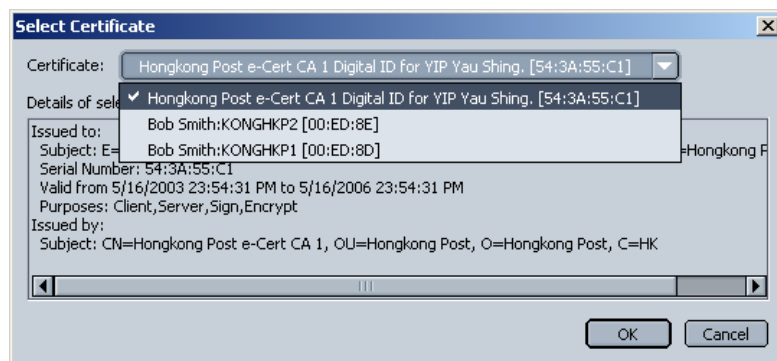 Select Certificate
Certificate: Hongkong Post e-Cert CA 1 Digital ID for YIP Yau Shing. [54:3A:55:C1]
Hongkong Post e-Cert CA 1 Digital ID for YIP Yau Shing. [54:3A:55:C1]
Details of sele
Bob Smith:KONGHKP2 [00:ED:8E]
Issued to:
Bob Smith:KONGHKP1 [00:ED:8D]
Subject: E= =Hongkong P
Serial Number: 54:3A:55:C1
Valid from 5/16/2003 23:54:31 PM to 5/16/2006 23:54:31 PM
Purposes: Client,Server,Sign,Encrypt
Issued by:
Subject: CN=Hongkong Post e-Cert CA 1, OU=Hongkong Post, O=Hongkong Post, C=HK
OK Cancel